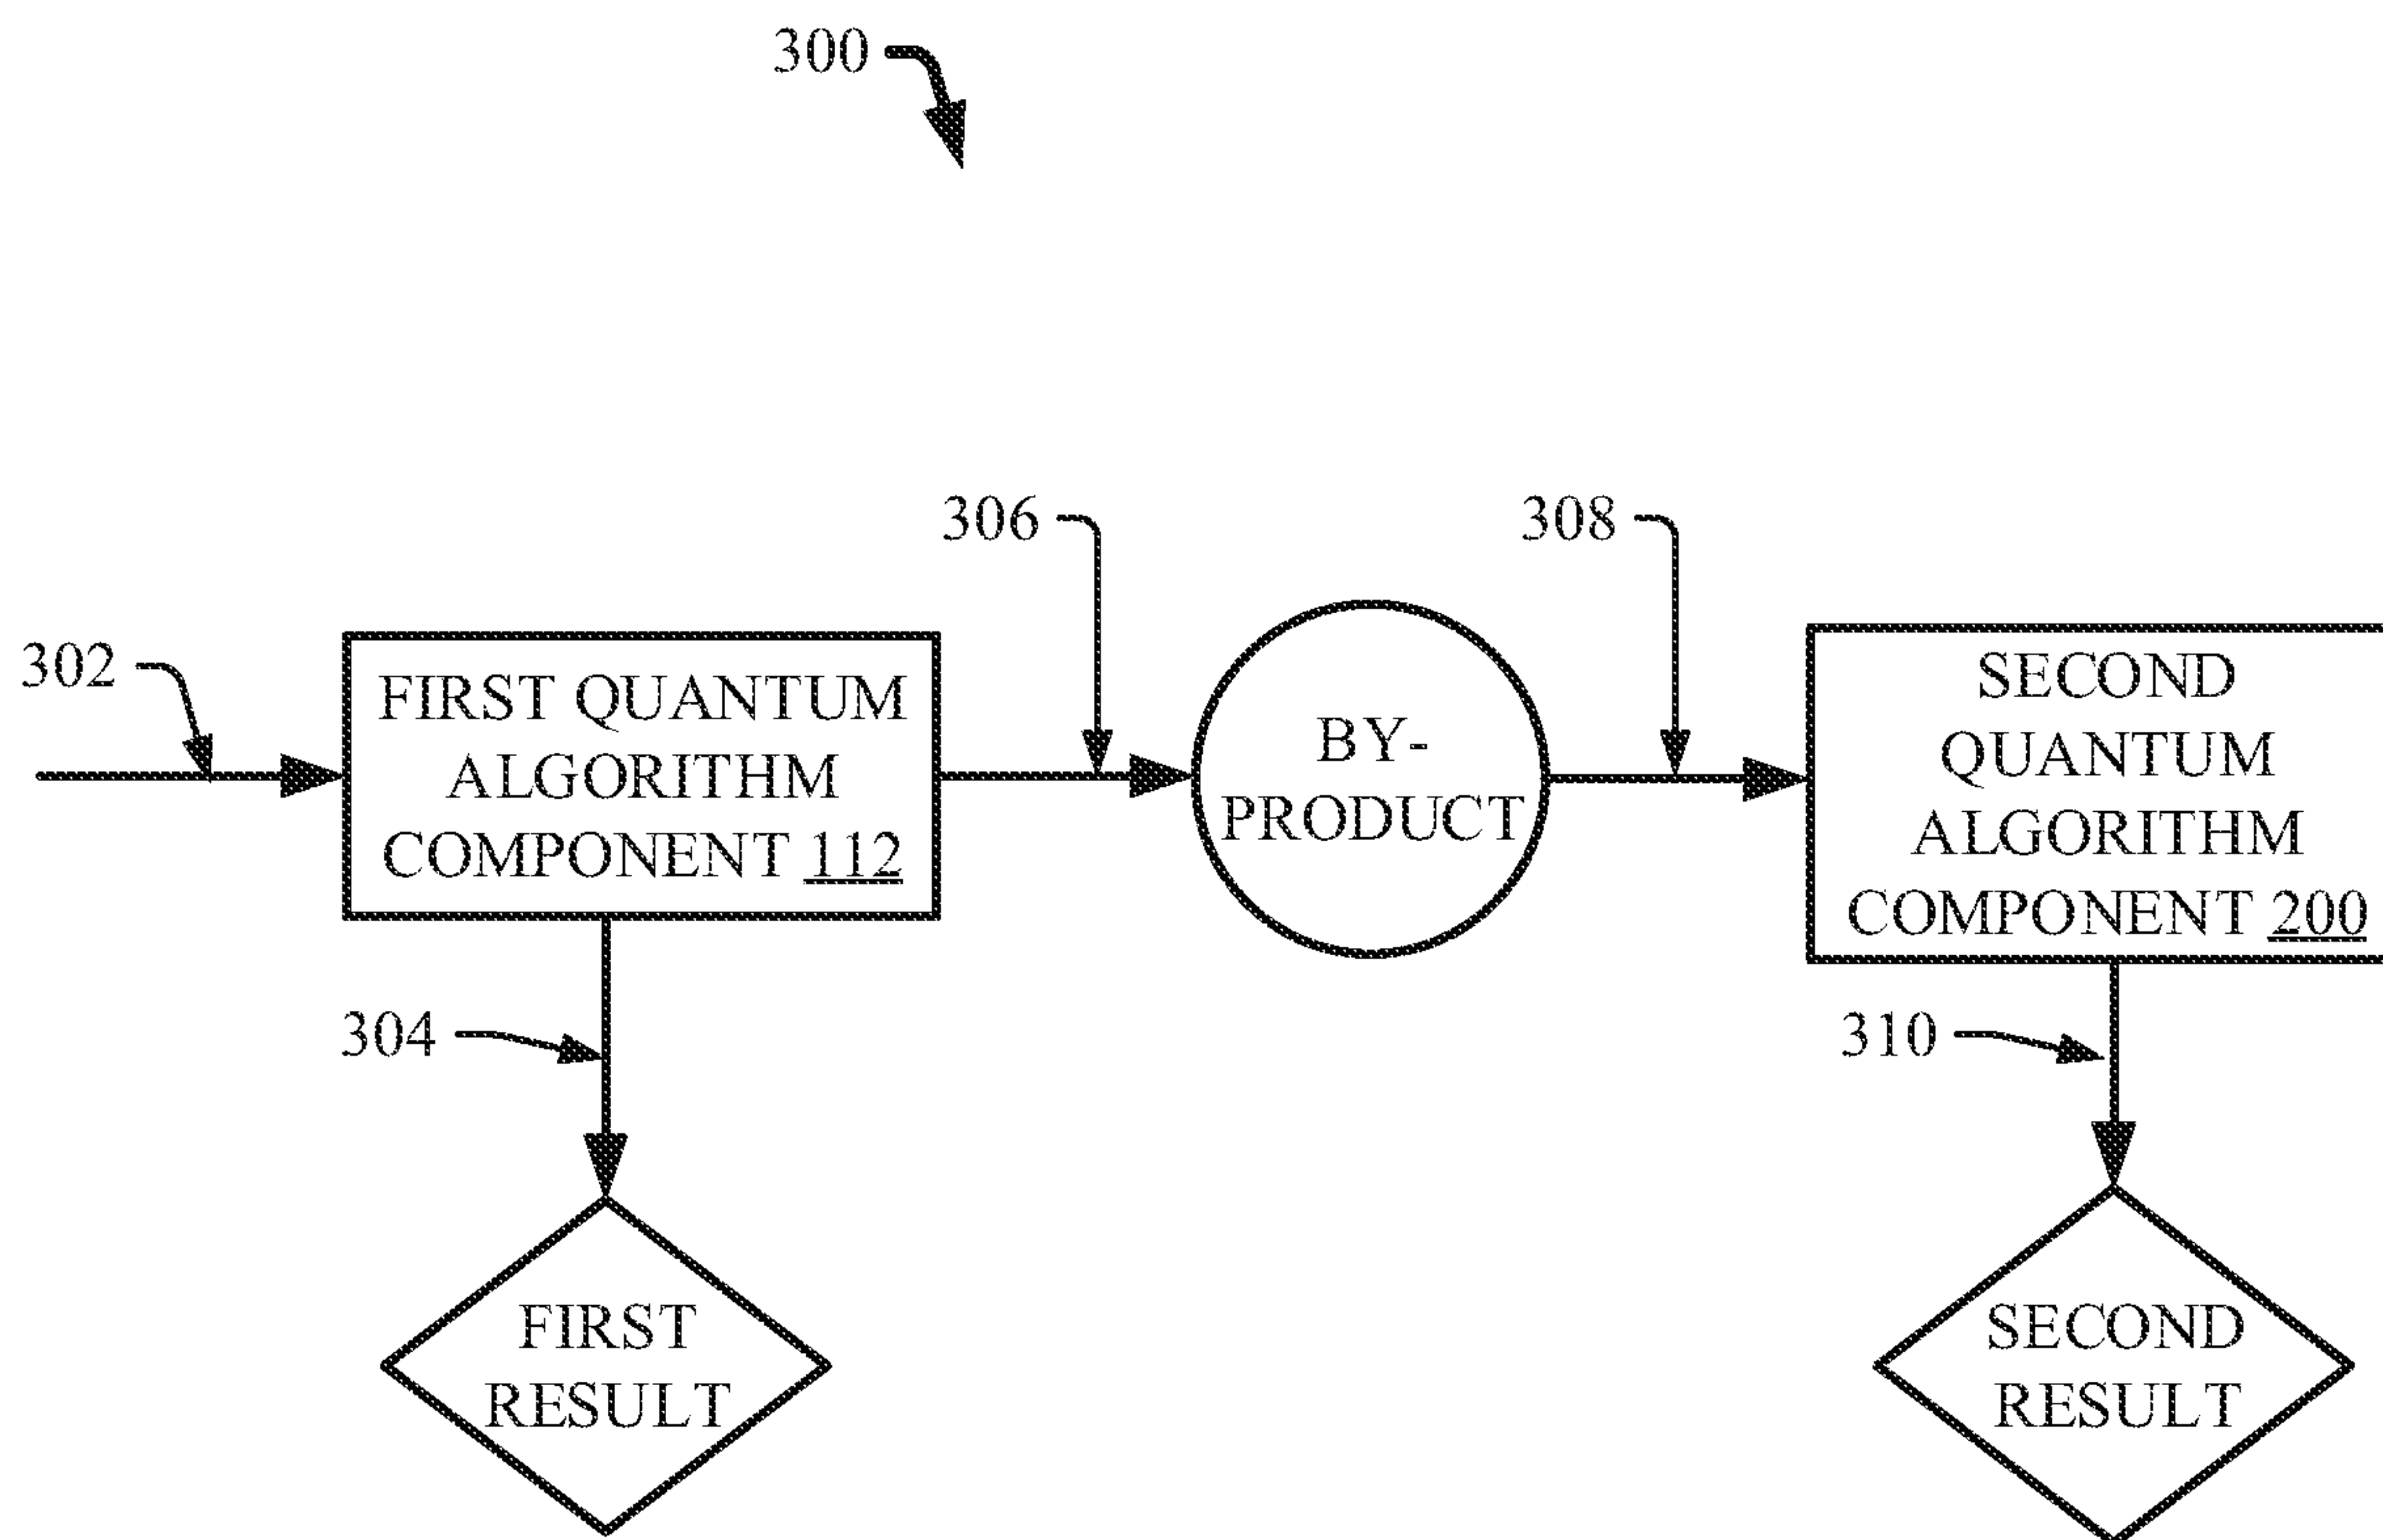 300
306
308
302
FIRST QUANTUM
ALGORITHM
COMPONENT 112
BY-
PRODUCT
SECOND
QUANTUM
ALGORITHM
COMPONENT 200
304
310
FIRST
RESULT
SECOND
RESULT